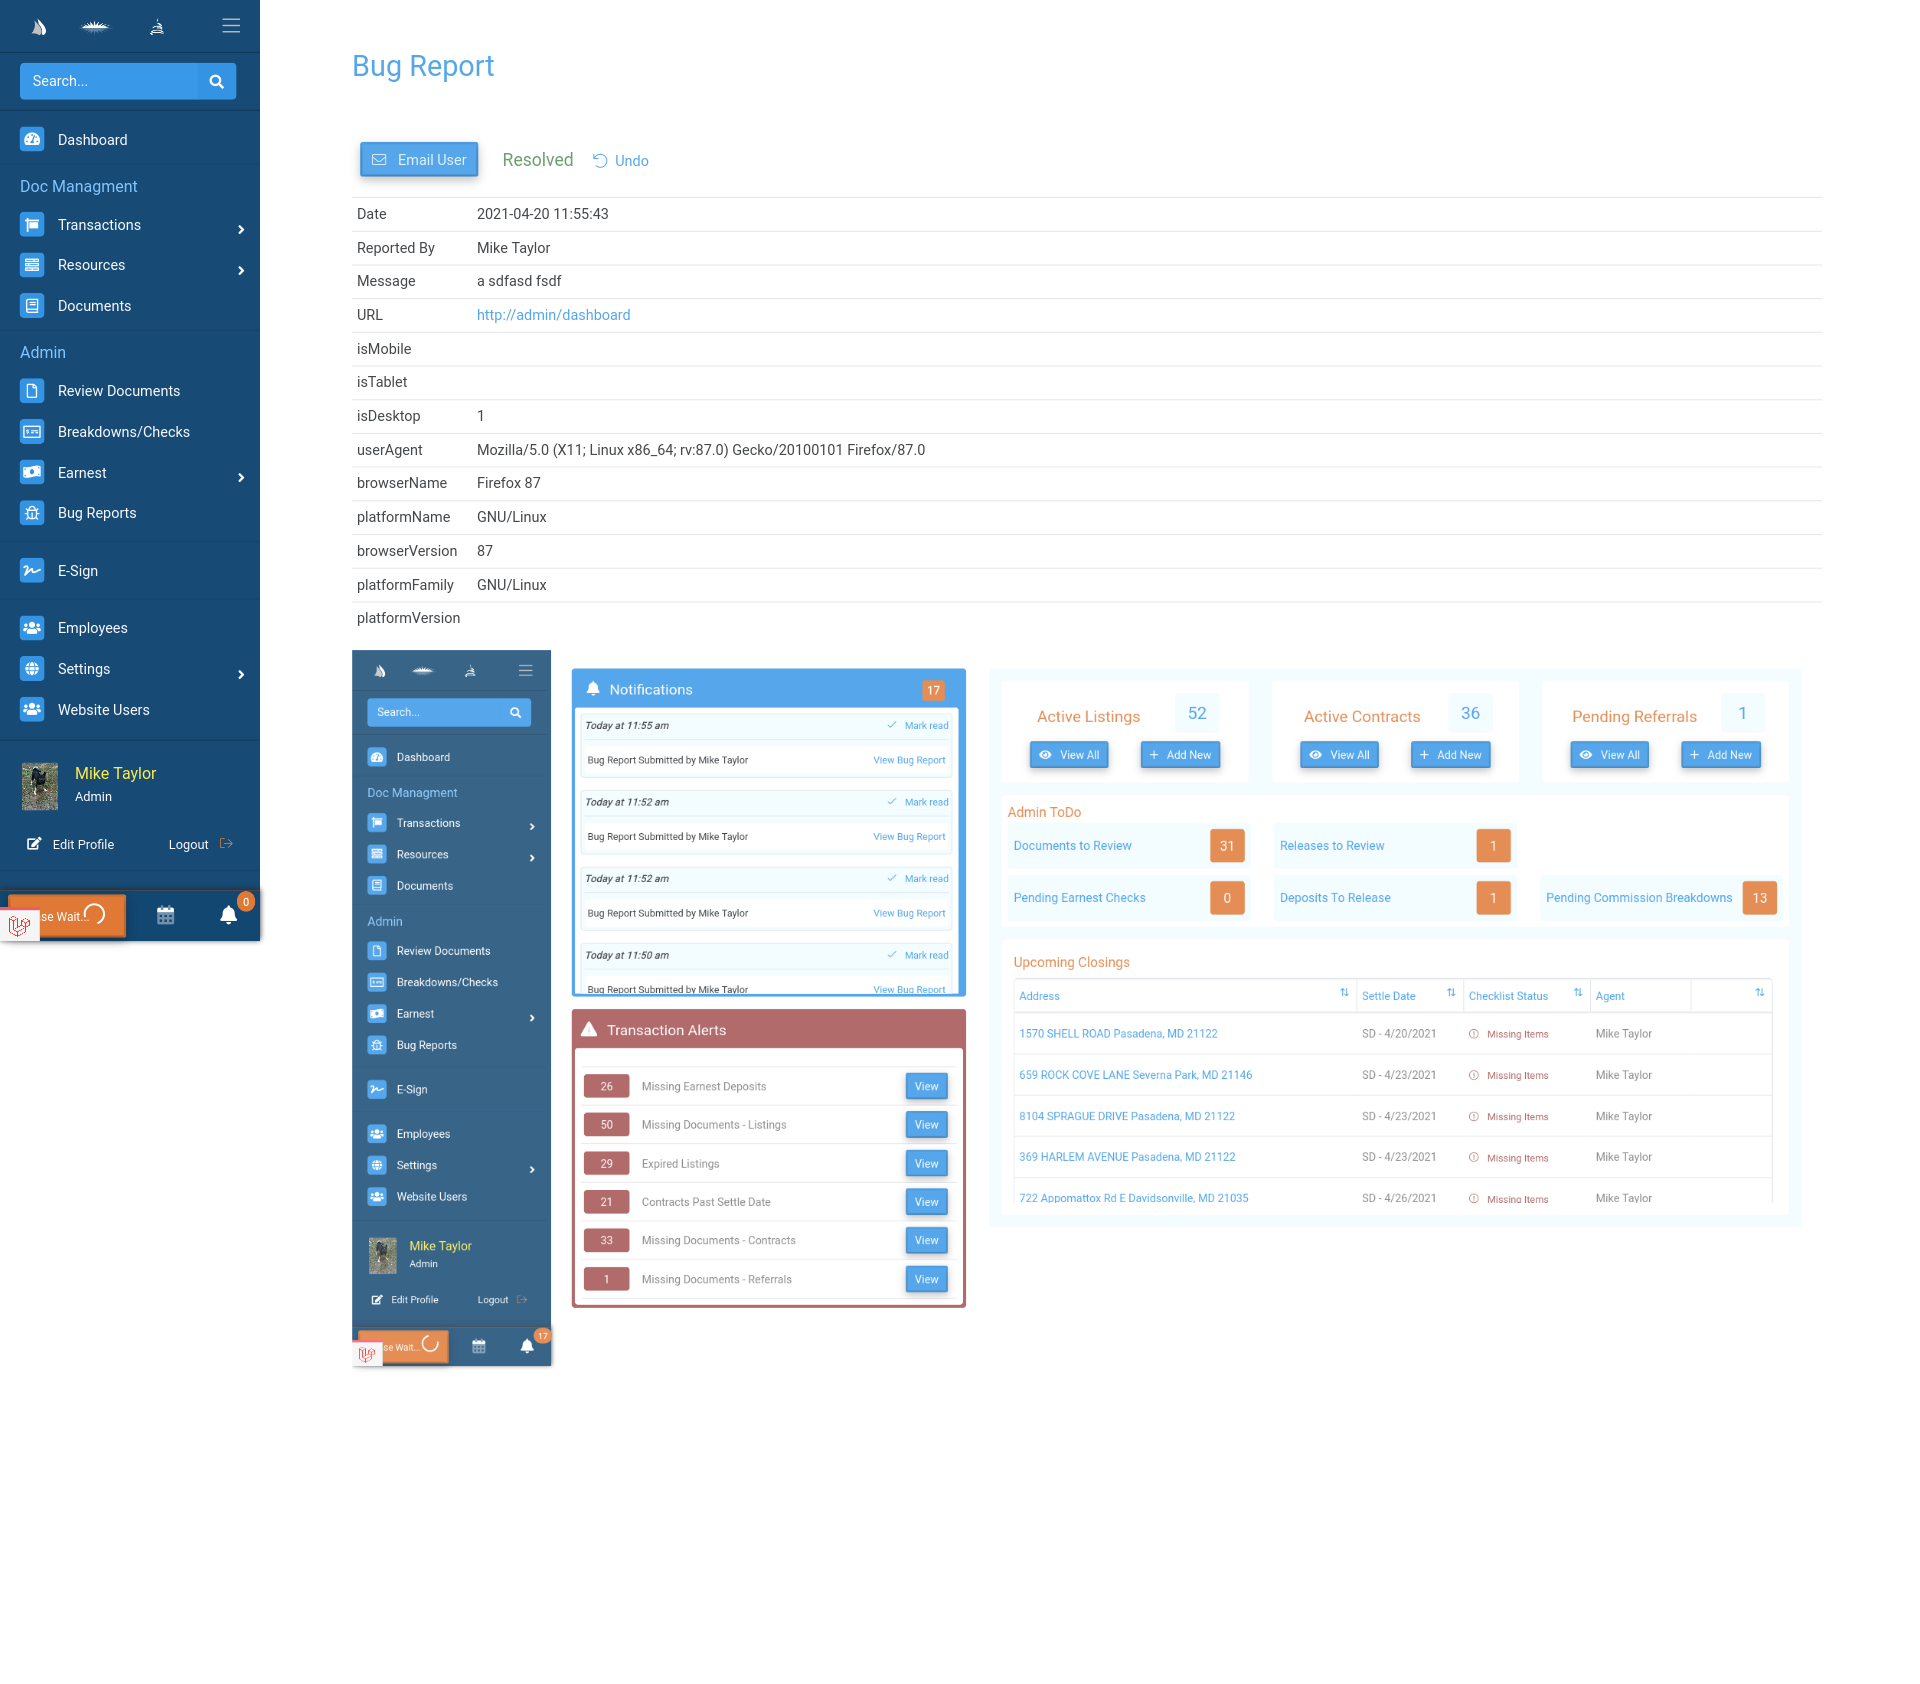 Search...
Dashboard
Doc Managment
Transactions
Resources
Documents
Admin
Review Documents
Breakdowns/Checks
Earnest
Bug Reports
E-Sign
Employees
Settings
Website Users
Mike Taylor
Admin
Edit Profile Logout
se Wait... 0
Bug Report
Email User Resolved Undo
Date 2021-04-20 11:55:43
Reported By Mike Taylor
Message a sdfasd fsdf
URL http://admin/dashboard
isMobile
isTablet
isDesktop 1
userAgent Mozilla/5.0 (X11; Linux x86_64; rv:87.0) Gecko/20100101 Firefox/87.0
browserName Firefox 87
platformName GNU/Linux
browserVersion 87
platformFamily GNU/Linux
platformVersion
Search...
Dashboard
Doc Managment
Transactions
Resources
Documents
Admin
Review Documents
Breakdowns/Checks
Earnest
Bug Reports
E-Sign
Employees
Settings
Website Users
Mike Taylor
Admin
Edit Profile Logout
se Wait... 17
Notifications 17
Today at 11:55 am Mark read
Bug Report Submitted by Mike Taylor View Bug Report
Today at 11:52 am Mark read
Bug Report Submitted by Mike Taylor View Bug Report
Today at 11:52 am Mark read
Bug Report Submitted by Mike Taylor View Bug Report
Today at 11:50 am Mark read
Bug Report Submitted by Mike Taylor View Bug Report
Transaction Alerts
26 Missing Earnest Deposits View
50 Missing Documents - Listings View
29 Expired Listings View
21 Contracts Past Settle Date View
33 Missing Documents - Contracts View
1 Missing Documents - Referrals View
Active Listings 52
View All Add New
Active Contracts 36
View All Add New
Pending Referrals 1
View All Add New
Admin ToDo
Documents to Review 31 Releases to Review 1
Pending Earnest Checks 0 Deposits To Release 1 Pending Commission Breakdowns 13
Upcoming Closings
Address Settle Date Checklist Status Agent
1570 SHELL ROAD Pasadena, MD 21122 SD - 4/20/2021 Missing Items Mike Taylor
659 ROCK COVE LANE Severna Park, MD 21146 SD - 4/23/2021 Missing Items Mike Taylor
8104 SPRAGUE DRIVE Pasadena, MD 21122 SD - 4/23/2021 Missing Items Mike Taylor
369 HARLEM AVENUE Pasadena, MD 21122 SD - 4/23/2021 Missing Items Mike Taylor
722 Appomattox Rd E Davidsonville, MD 21035 SD - 4/26/2021 Missing Items Mike Taylor